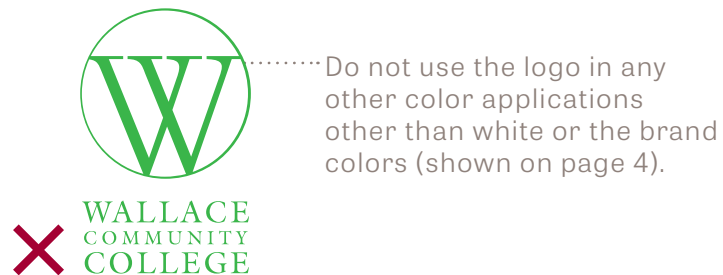 W
Do not use the logo in any
other color applications
other than white or the brand
colors (shown on page 4).
WALLACE
COMMUNITY
COLLEGE